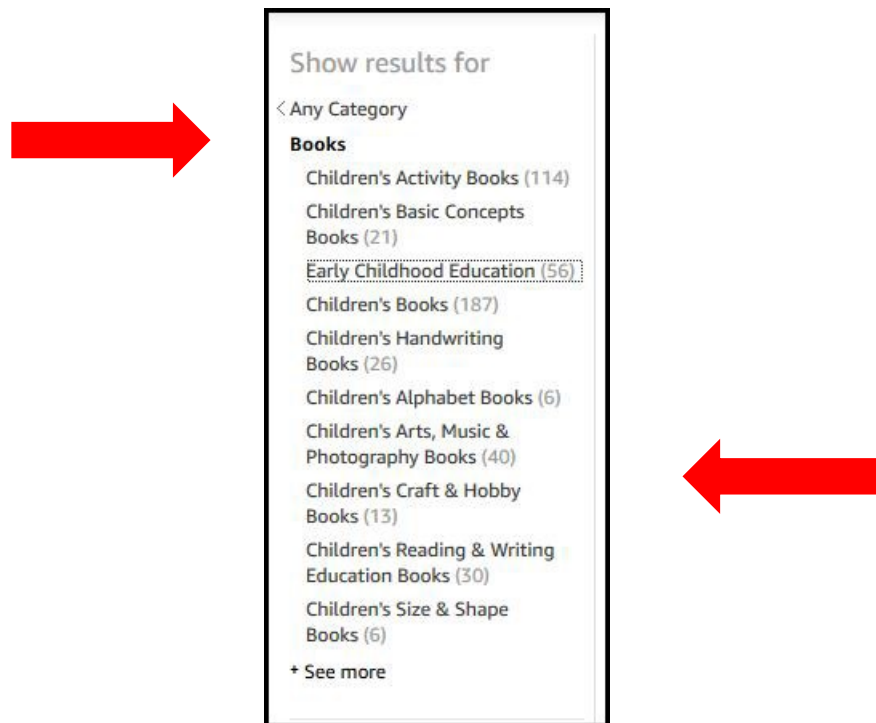 Show results for
< Any Category
Books
Children's Activity Books (114)
Children's Basic Concepts
Books (21)
Early Childhood Education (56)
Children's Books (187)
Children's Handwriting
Books (26)
Children's Alphabet Books (6)
Children's Arts, Music &
Photography Books (40)
Children's Craft & Hobby
Books (13)
Children's Reading & Writing
Education Books (30)
Children's Size & Shape
Books (6)
+ See more